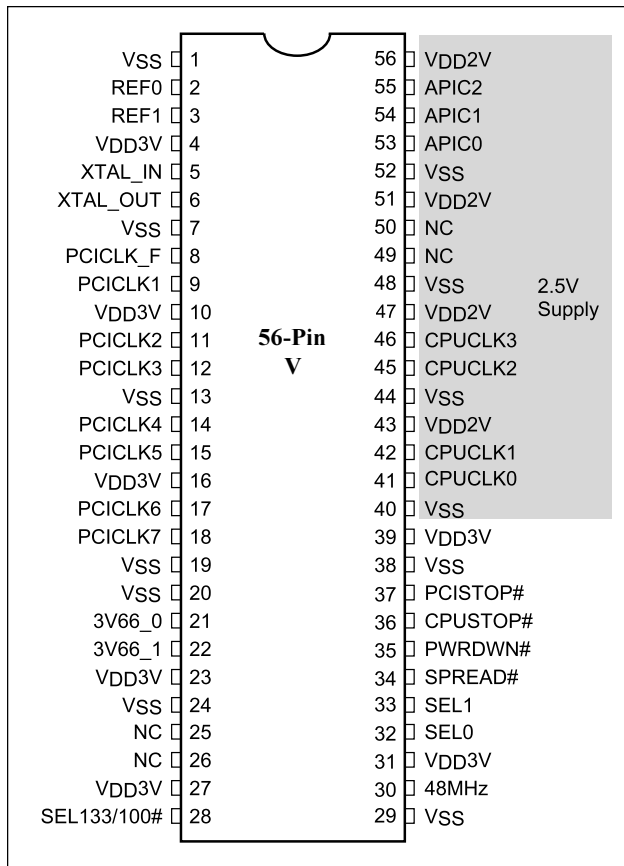 VSS 1 56 VDD2V
REF0 2 55 APIC2
REF1 3 54 APIC1
VDD3V 4 53 APIC0
XTAL_IN 5 52 VSS
XTAL_OUT 6 51 VDD2V
VSS 7 50 NC
PCICLK_F 8 49 NC
PCICLK1 9 48 VSS 2.5V
VDD3V 10 47 VDD2V Supply
PCICLK2 11 56-Pin 46 CPUCLK3
PCICLK3 12 V 45 CPUCLK2
VSS 13 44 VSS
PCICLK4 14 43 VDD2V
PCICLK5 15 42 CPUCLK1
VDD3V 16 41 CPUCLK0
PCICLK6 17 40 VSS
PCICLK7 18 39 VDD3V
VSS 19 38 VSS
VSS 20 37 PCISTOP#
3V66_0 21 36 CPUSTOP#
3V66_1 22 35 PWRDWN#
VDD3V 23 34 SPREAD#
VSS 24 33 SEL1
NC 25 32 SEL0
NC 26 31 VDD3V
VDD3V 27 30 48MHz
SEL133/100# 28 29 VSS